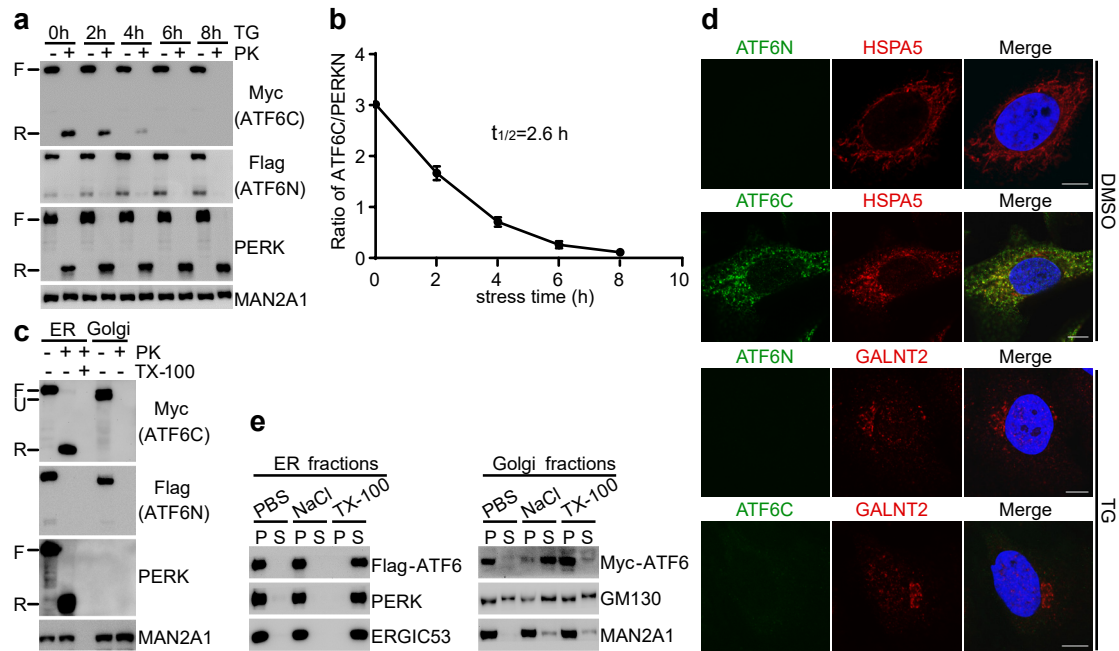 a
0h 2h 4h 6h 8h TG
- + - + - + - + - + PK
F
Myc
(ATF6C)
R
Flag
(ATF6N)
F
PERK
R
MAN2A1
b
Ratio of ATF6C/PERKN
4
3
2
1
0
t1/2=2.6 h
0 2 4 6 8 10
stress time (h)
c
ER Golgi
- + + - + PK
- - + - - TX-100
F
U
Myc
(ATF6C)
R
Flag
(ATF6N)
F
PERK
R
MAN2A1
d
ATF6N HSPA5 Merge
ATF6C HSPA5 Merge
DMSO
ATF6N GALNT2 Merge
ATF6C GALNT2 Merge
TG
e
ER fractions
PBS NaCl TX-100
P S P S P S
Flag-ATF6
PERK
ERGIC53
Golgi fractions
PBS NaCl TX-100
P S P S P S
Myc-ATF6
GM130
MAN2A1